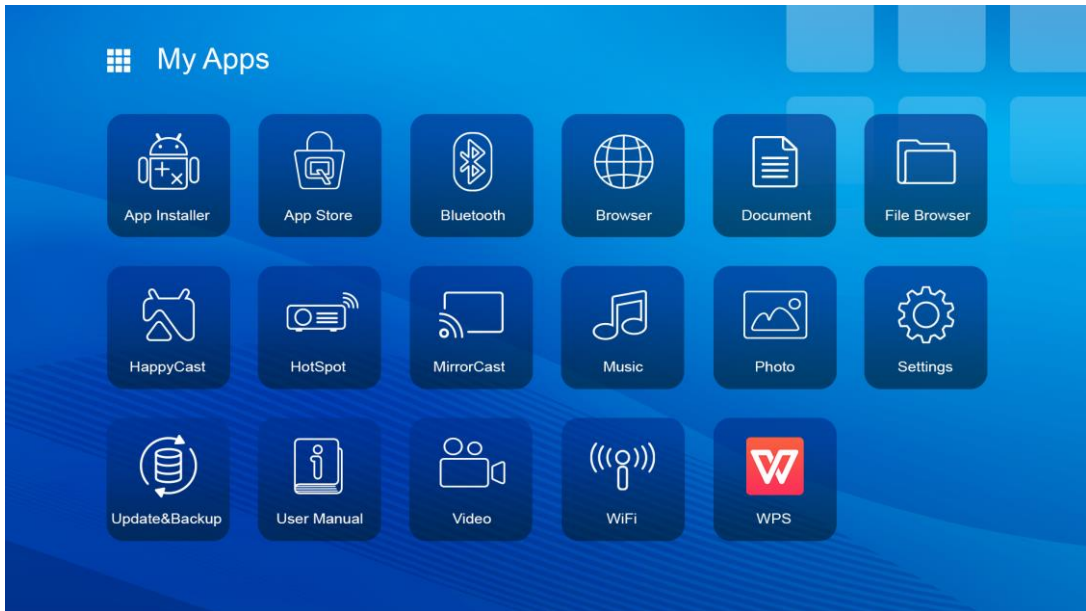 My Apps
App Installer
App Store
Bluetooth
Browser
Document
File Browser
HappyCast
HotSpot
MirrorCast
Music
Photo
Settings
Update&Backup
User Manual
Video
WiFi
WPS